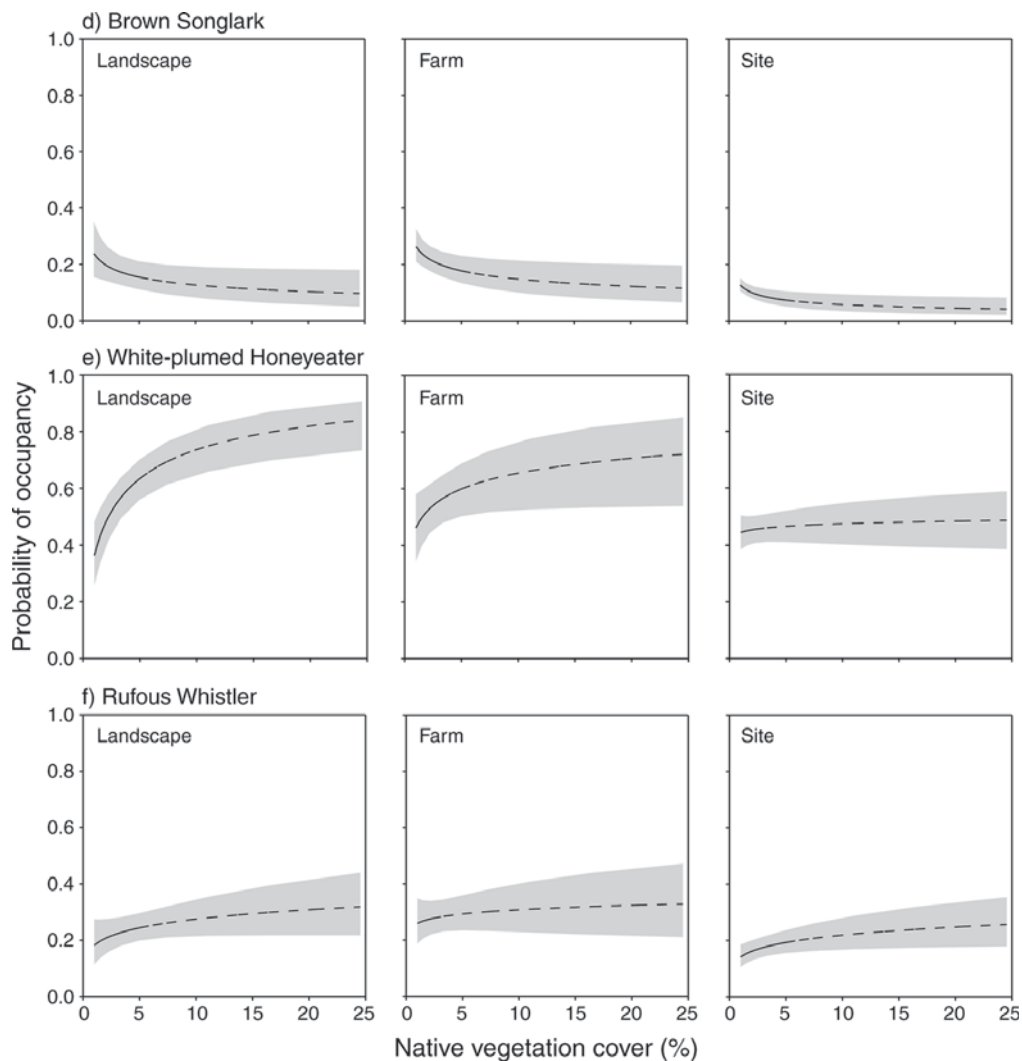 d) Brown Songlark
1.0
0.8
0.6
0.4
0.2
0.0
Landscape
Farm
Site
e) White-plumed Honeyeater
1.0
0.8
0.6
0.4
0.2
0.0
Landscape
Farm
Site
Probability of occupancy
f) Rufous Whistler
1.0
0.8
0.6
0.4
0.2
0.0
Landscape
Farm
Site
0 5 10 15 20 25
0 5 10 15 20 25
0 5 10 15 20 25
Native vegetation cover (%)